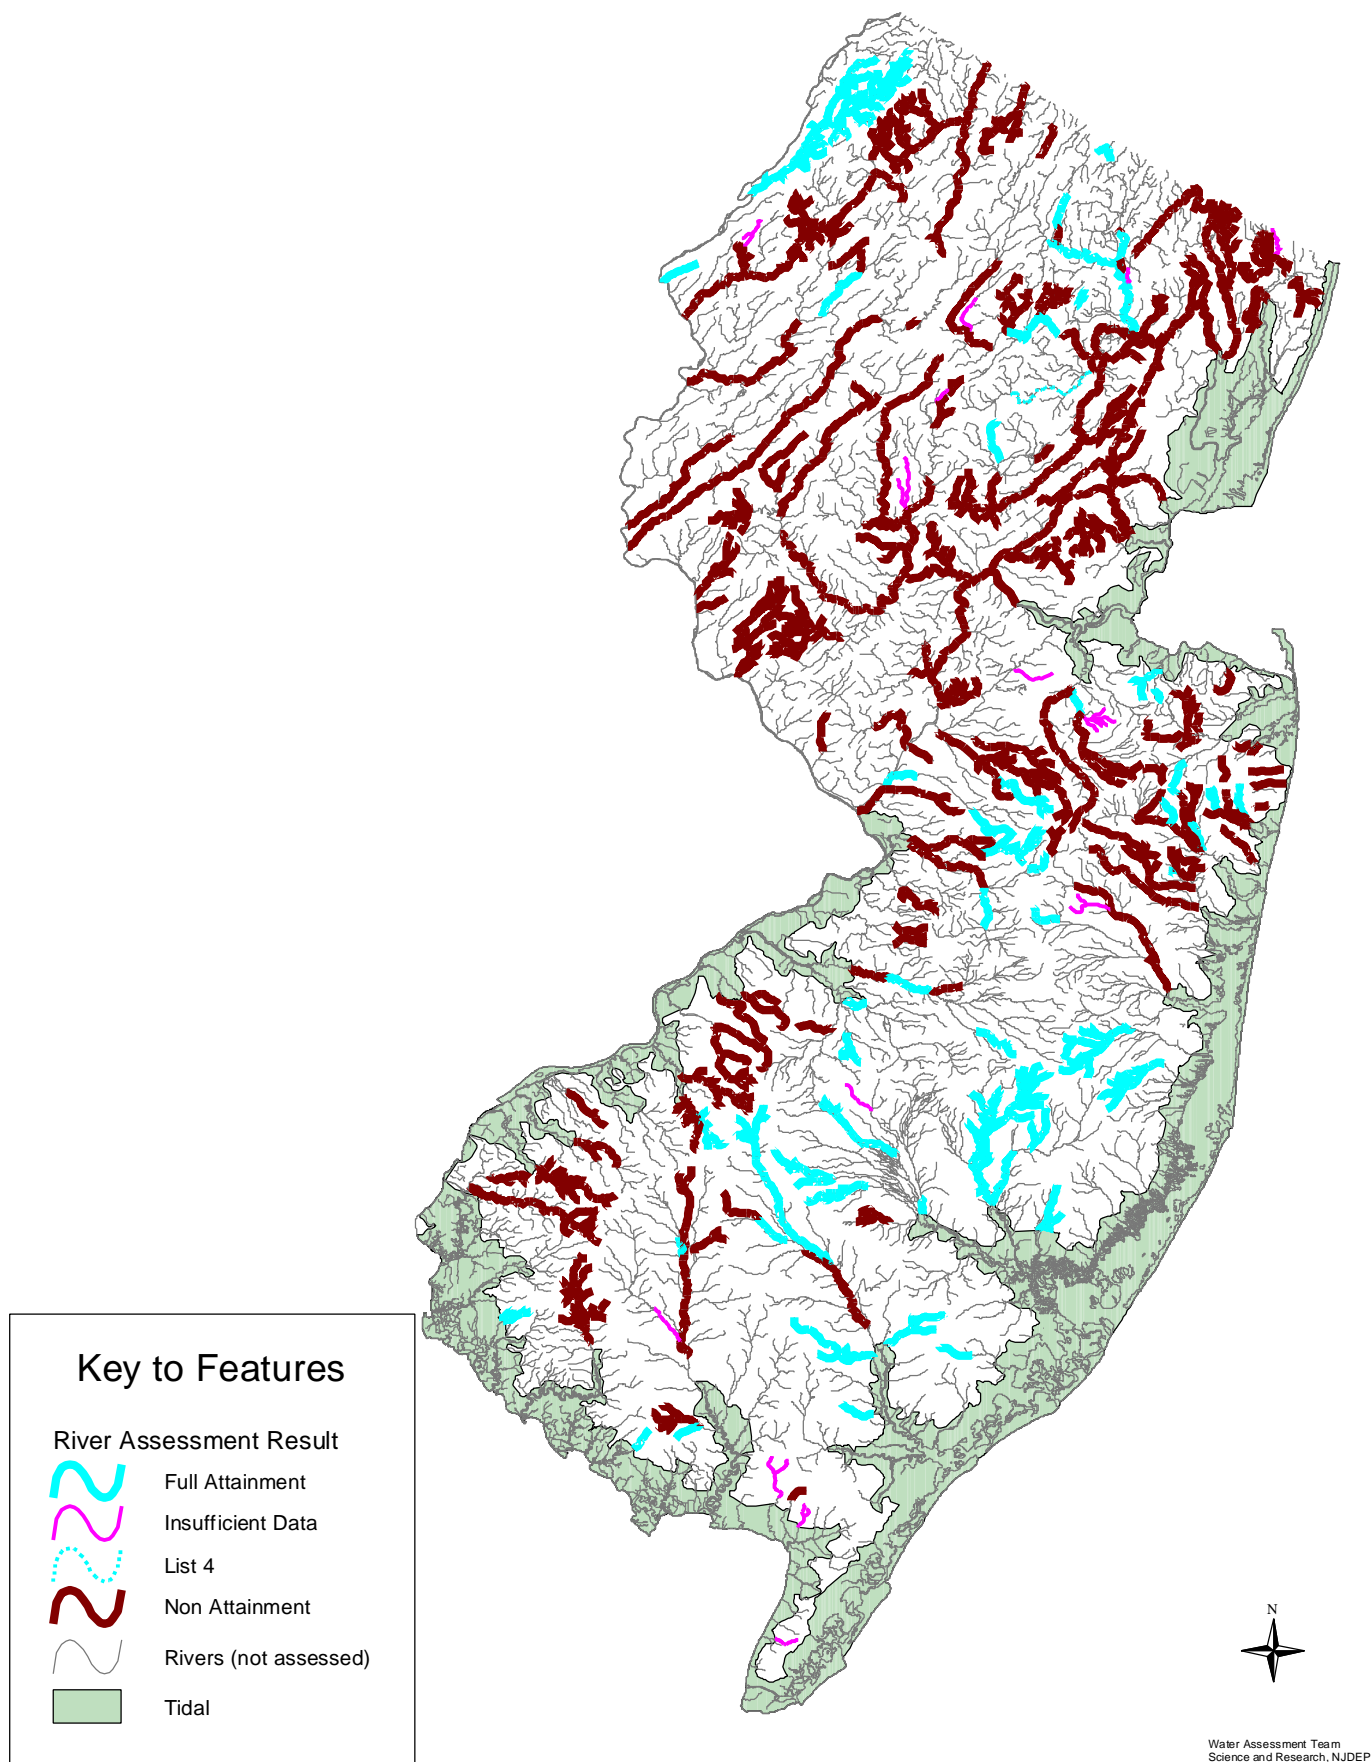 Key to Features
River Assessment Result
Full Attainment
Insufficient Data
List 4
Non Attainment
Rivers (not assessed)
Tidal
N
Water Assessment Team
Science and Research, NJDEP